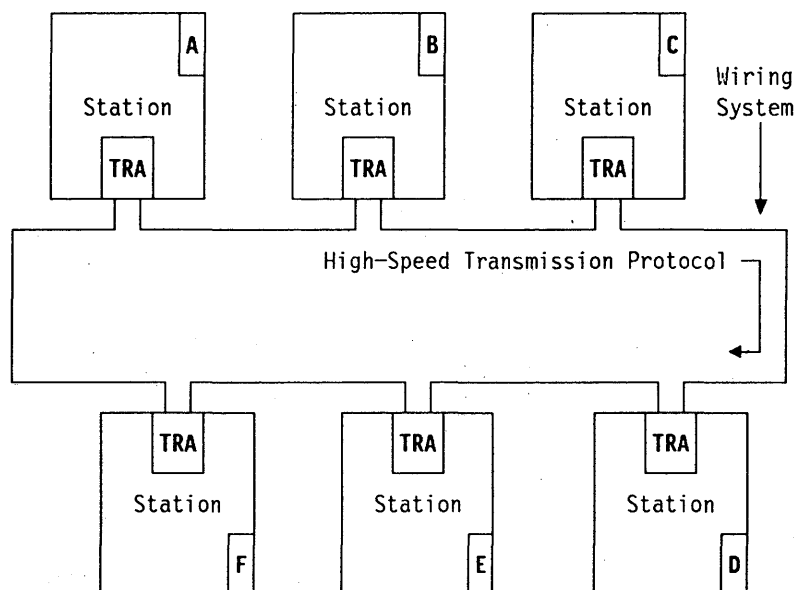 A
B
C
Station
Station
Station
Wiring
System
TRA
TRA
TRA
High-Speed Transmission Protocol
TRA
TRA
TRA
Station
Station
Station
F
E
D